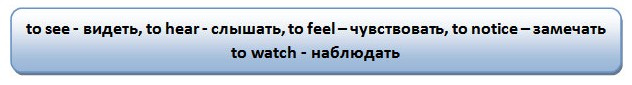 to see - видеть, to hear - слышать, to feel – чувствовать, to notice – замечать
to watch - наблюдать